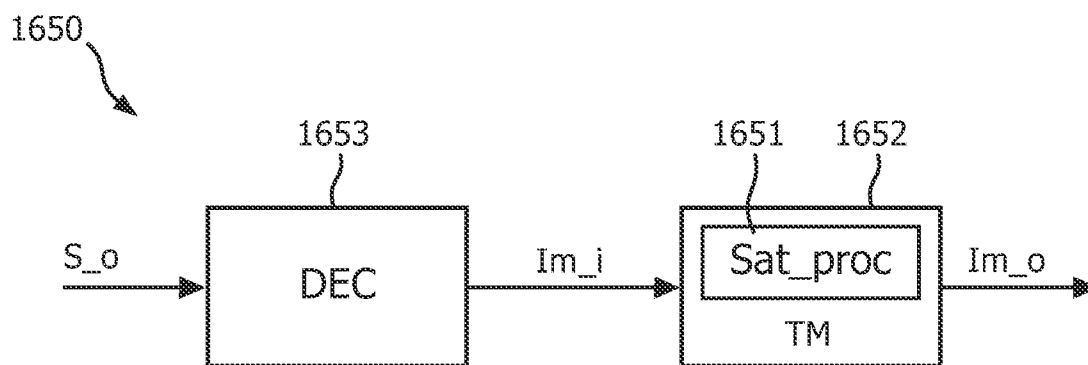 1650
1653
1651
1652
S_o
DEC
Im_i
Sat_proc
TM
Im_o